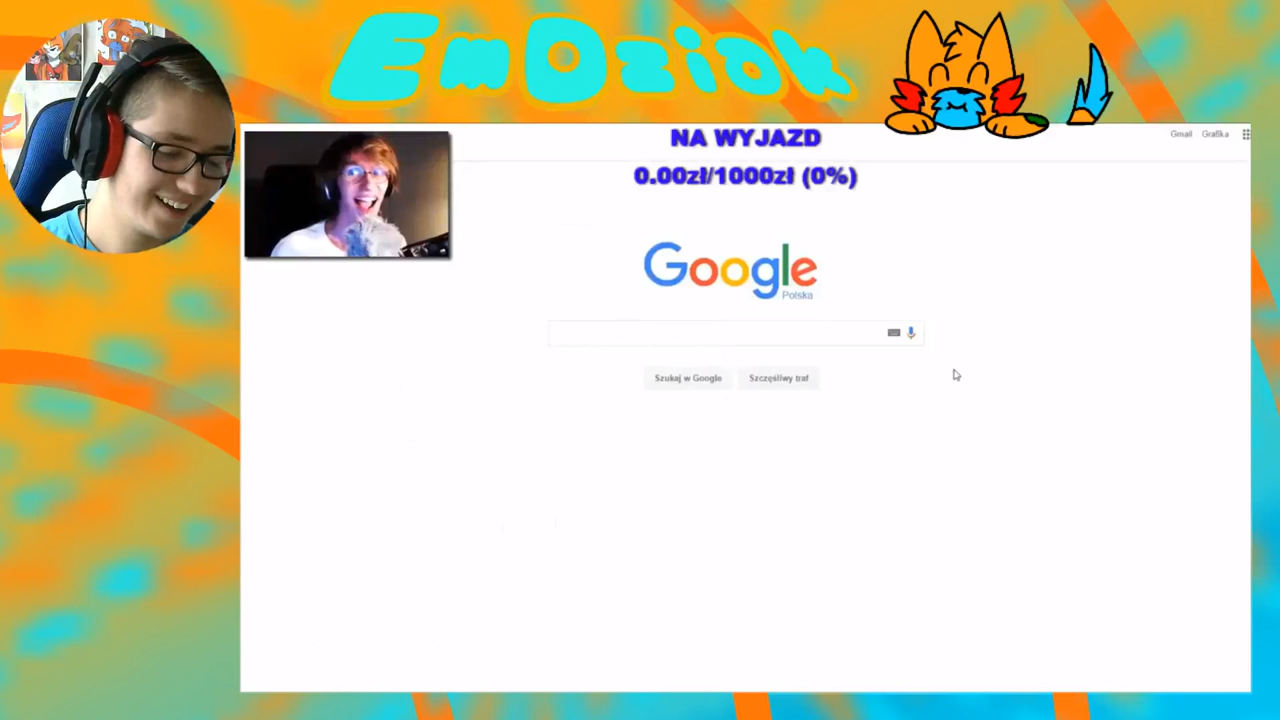 EmDziok
NA WYJAZD
0.00zł/1000zł (0%)
Gmail Grafika
Google
Polska
Szukaj w Google Szczęśliwy traf